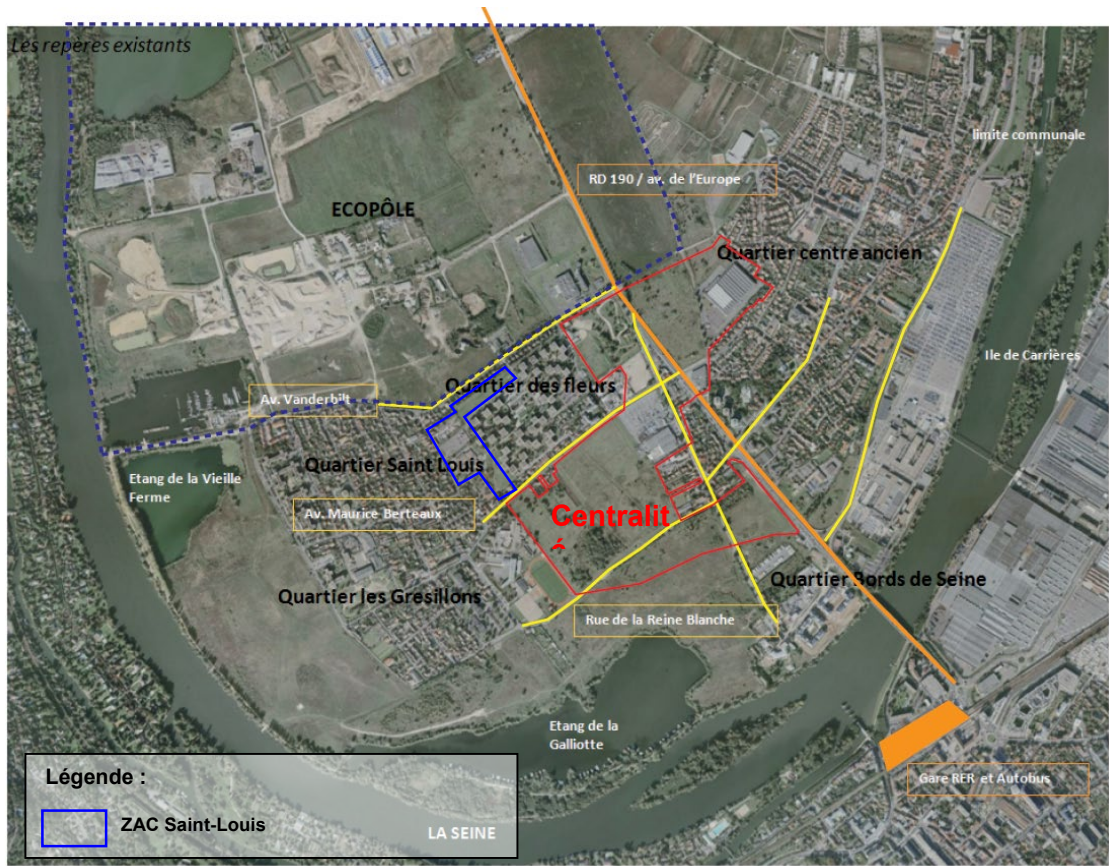 Les repères existants
limite communale
RD 190 / av. de l'Europe
ECOPÔLE
Quartier centre ancien
Ile de Carrières
Quartier des fleurs
Av. Vanderbilt
Quartier Saint Louis
Etang de la Vieille
Ferme
Av. Maurice Berteaux
Centralit
é
Quartier Bords de Seine
Quartier les Gresillons
Rue de la Reine Blanche
Etang de la
Galliotte
Gare RER et Autobus
Légende :
ZAC Saint-Louis
LA SEINE